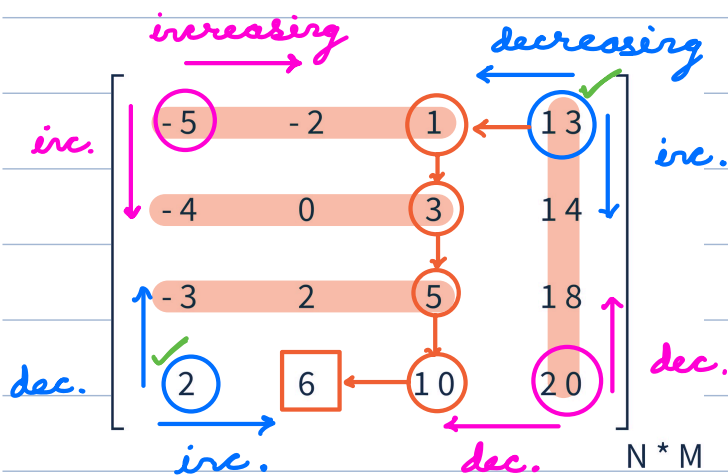 increasing
decreasing
inc.
-5 -2 1 13
inc.
-4 0 3 14
-3 2 5 18
dec.
2 6 10 20
dec.
inc.
dec.
N * M